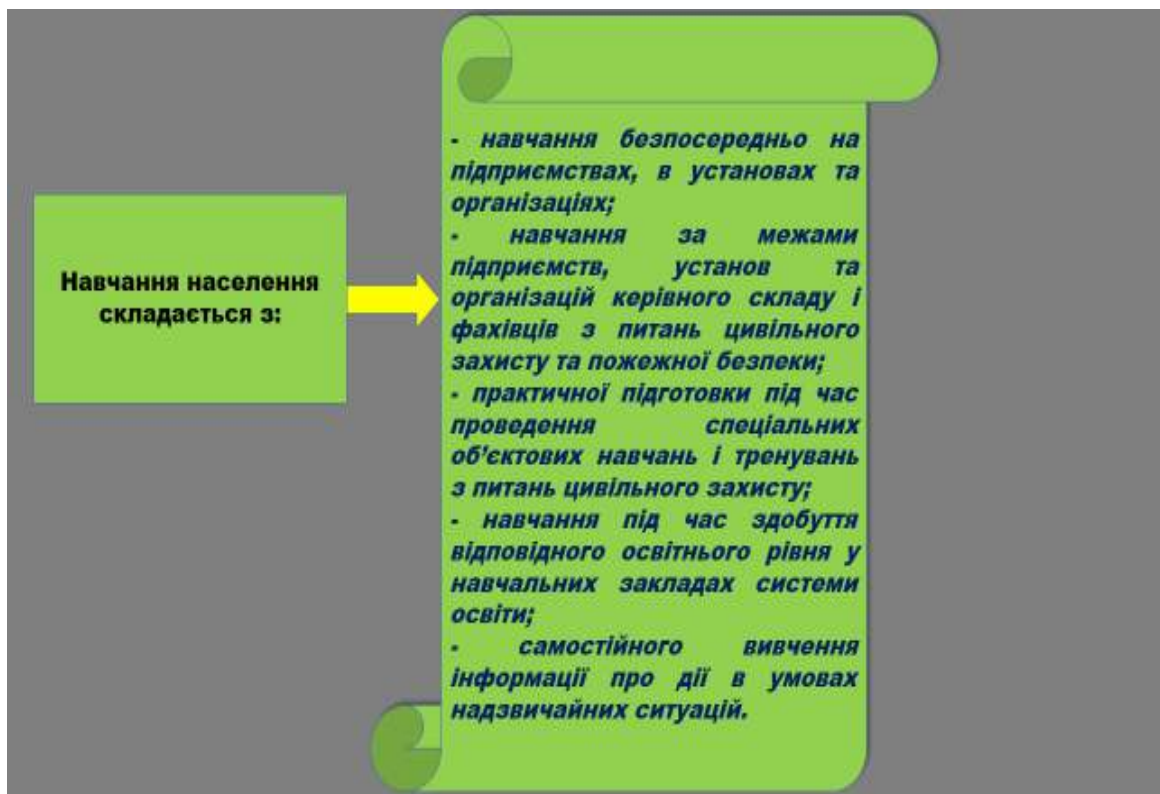 Навчання населення
складається з:
- навчання безпосередньо на
підприємствах, в установах та
організаціях;
- навчання за межами
підприємств, установ та
організацій керівного складу і
фахівців з питань цивільного
захисту та пожежної безпеки;
- практичної підготовки під час
проведення спеціальних
об’єктових навчань і тренувань
з питань цивільного захисту;
- навчання під час здобуття
відповідного освітнього рівня у
навчальних закладах системи
освіти;
- самостійного вивчення
інформації про дії в умовах
надзвичайних ситуацій.